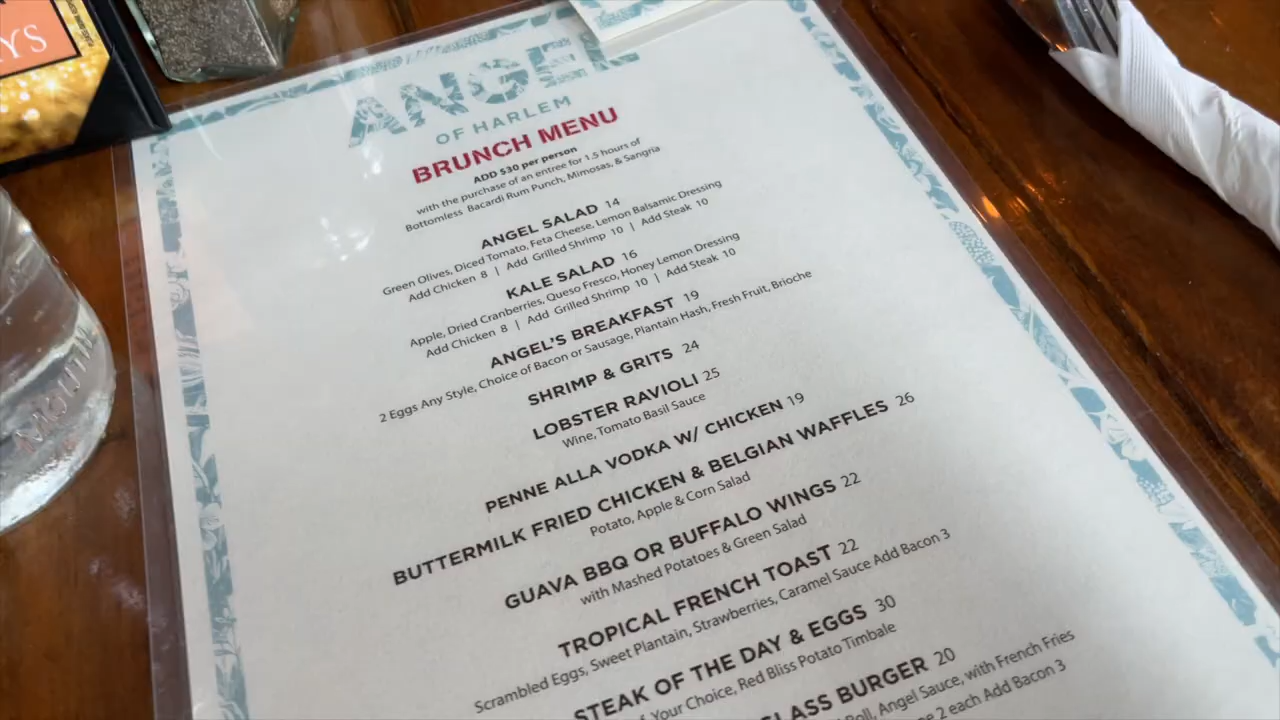 YS
ANGEL
OF HARLEM
BRUNCH MENU
ADD $30 per person
with the purchase of an entree for 1.5 hours of
Bottomless Bacardi Rum Punch, Mimosas, & Sangria
ANGEL SALAD 14
Green Olives, Diced Tomato, Feta Cheese, Lemon Balsamic Dressing
Add Chicken 8 | Add Grilled Shrimp 10 | Add Steak 10
KALE SALAD 16
Apple, Dried Cranberries, Queso Fresco, Honey Lemon Dressing
Add Chicken 8 | Add Grilled Shrimp 10 | Add Steak 10
ANGEL'S BREAKFAST 19
2 Eggs Any Style, Choice of Bacon or Sausage, Plantain Hash, Fresh Fruit, Brioche
SHRIMP & GRITS 24
LOBSTER RAVIOLI 25
Wine, Tomato Basil Sauce
PENNE ALLA VODKA W/ CHICKEN 19
BUTTERMILK FRIED CHICKEN & BELGIAN WAFFLES 26
Potato, Apple & Corn Salad
GUAVA BBQ OR BUFFALO WINGS 22
with Mashed Potatoes & Green Salad
TROPICAL FRENCH TOAST 22
Scrambled Eggs, Sweet Plantain, Strawberries, Caramel Sauce Add Bacon 3
STEAK OF THE DAY & EGGS 30
of Your Choice, Red Bliss Potato Timbale
BURGER 20
Angel Sauce, with French Fries
2 each Add Bacon 3